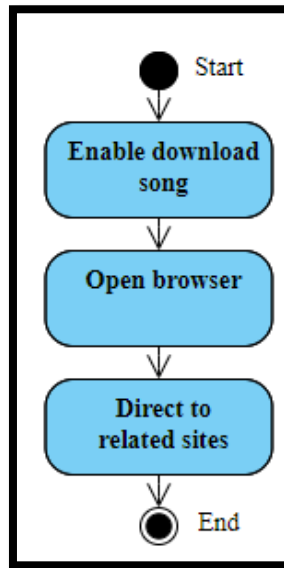 Start
Enable download
song
Open browser
Direct to
related sites
End